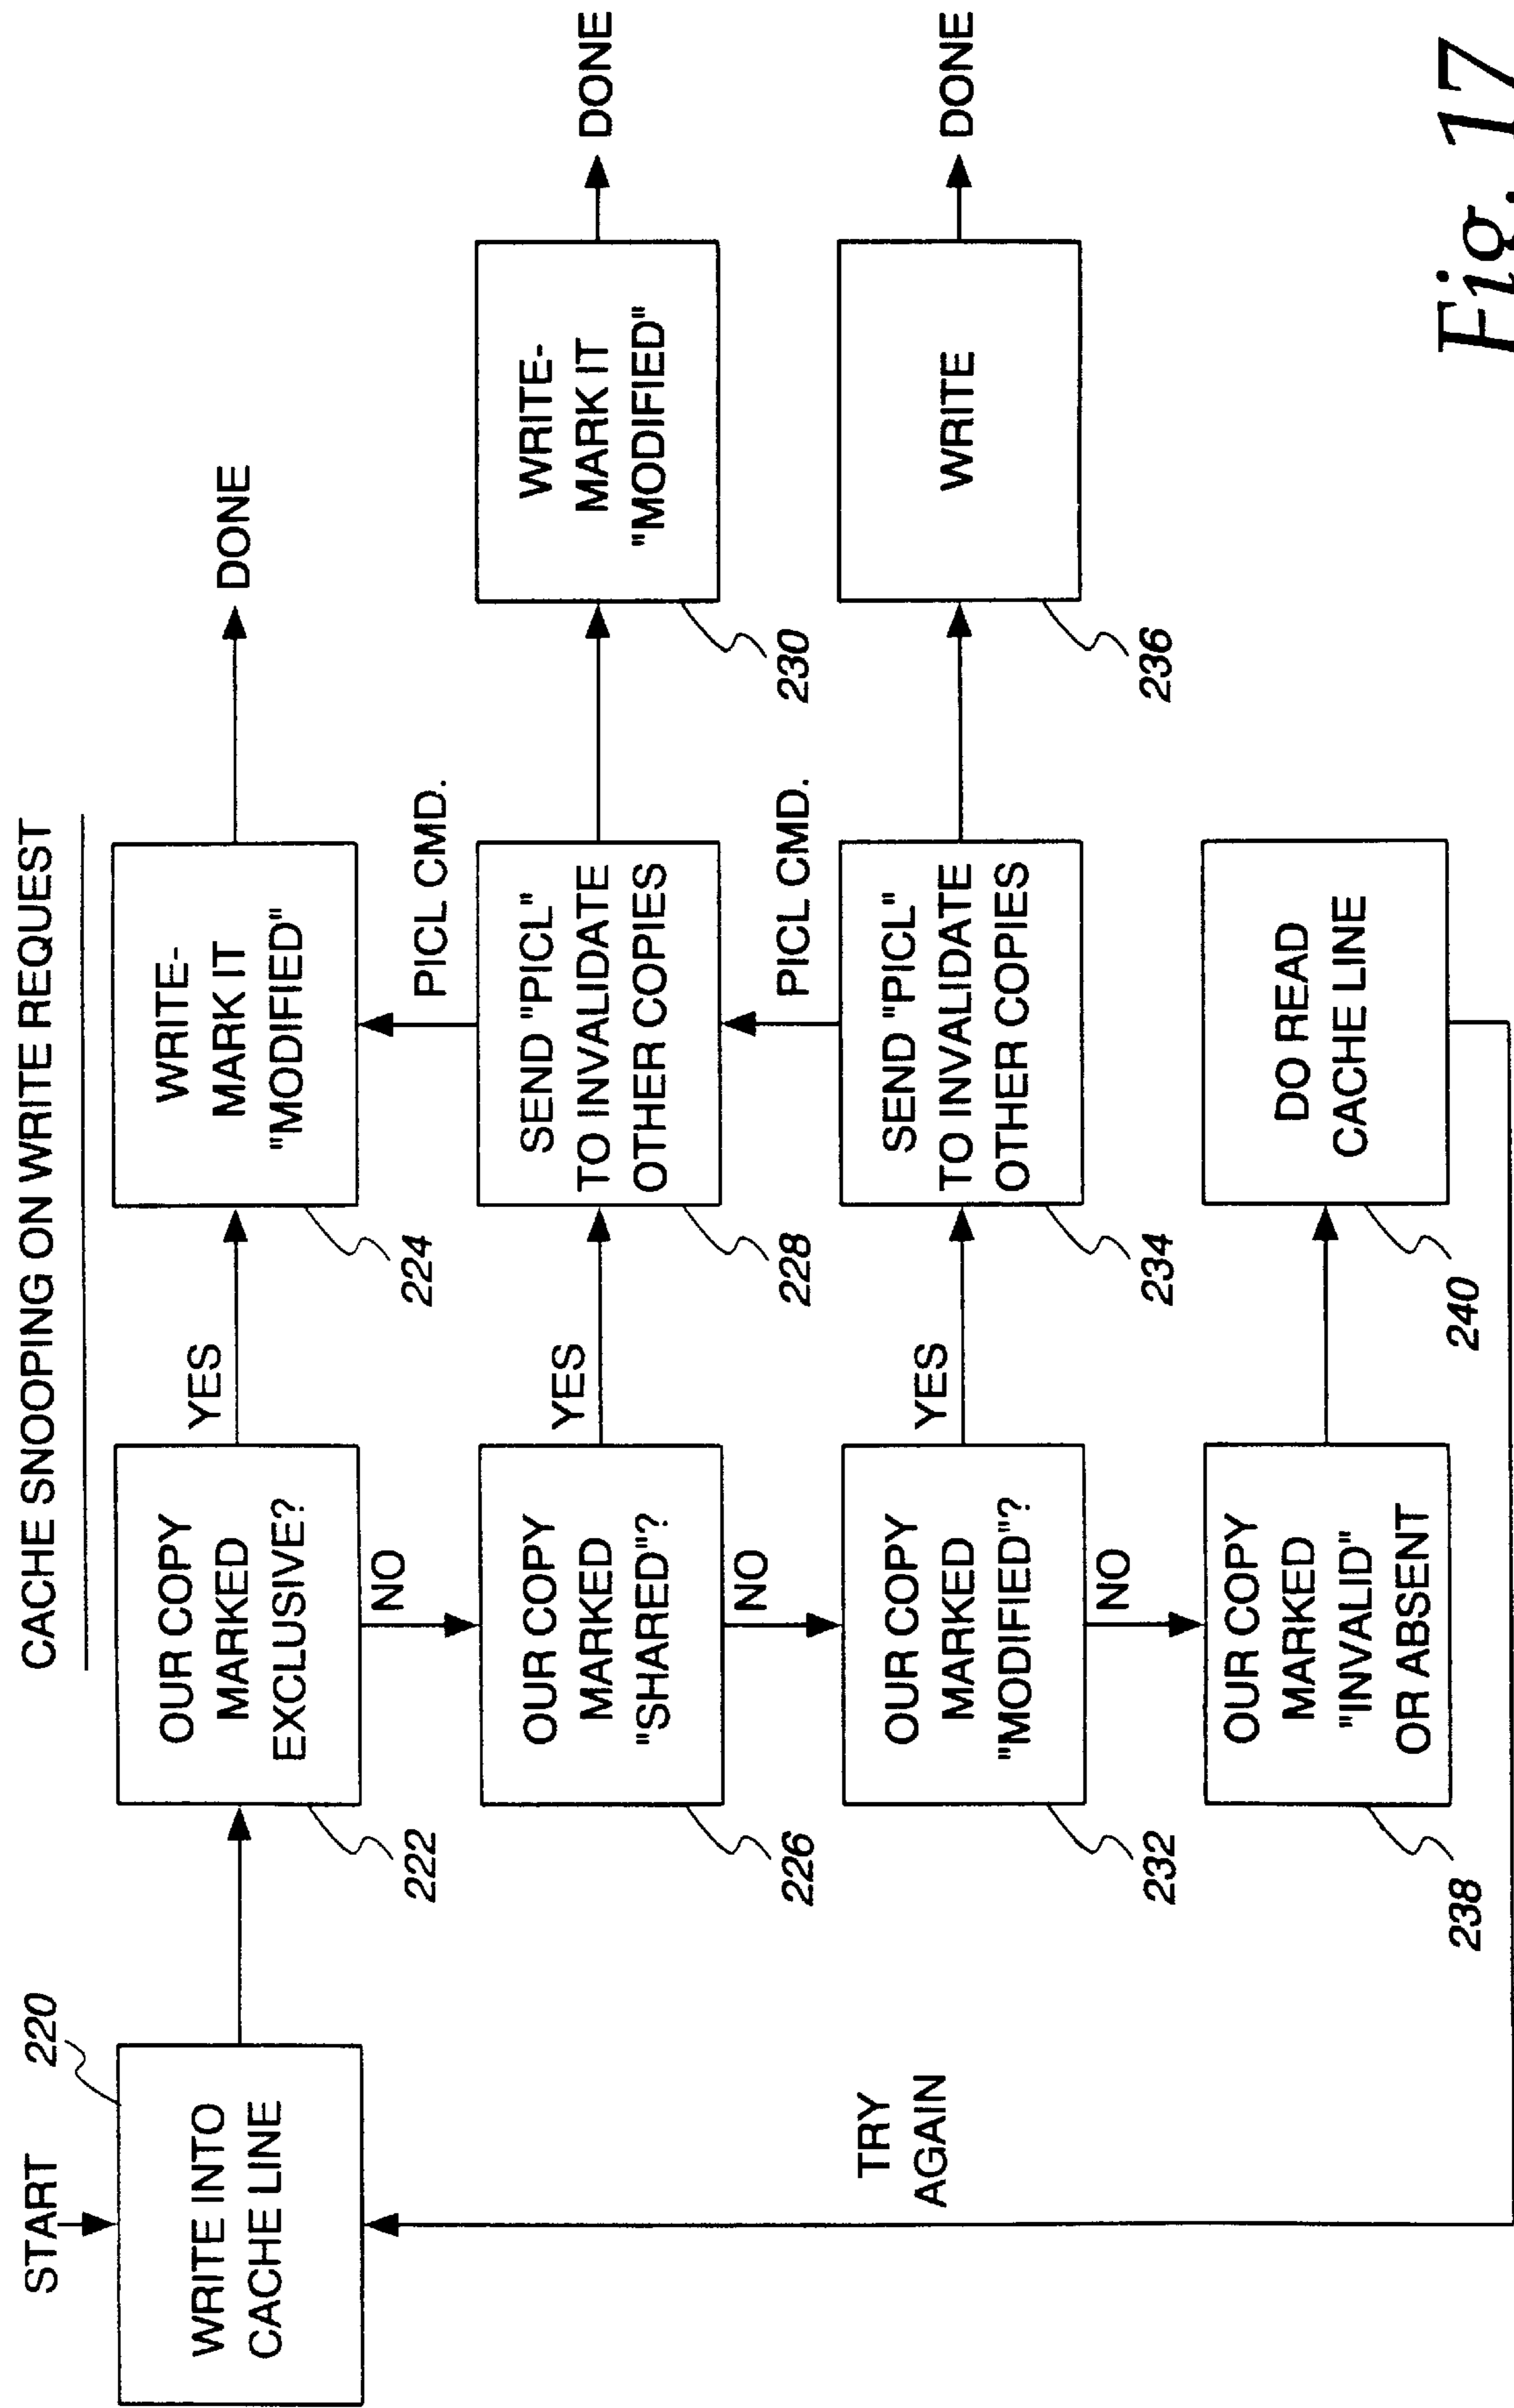 CACHE SNOOPING ON WRITE REQUEST
START
220
WRITE INTO
CACHE LINE
222
OUR COPY
MARKED
EXCLUSIVE?
YES
224
WRITE-
MARK IT
"MODIFIED"
DONE
NO
PICL CMD.
226
OUR COPY
MARKED
"SHARED"?
YES
228
SEND "PICL"
TO INVALIDATE
OTHER COPIES
230
WRITE-
MARK IT
"MODIFIED"
DONE
NO
PICL CMD.
232
OUR COPY
MARKED
"MODIFIED"?
YES
234
SEND "PICL"
TO INVALIDATE
OTHER COPIES
236
WRITE
DONE
TRY
AGAIN
NO
238
OUR COPY
MARKED
"INVALID"
OR ABSENT
240
DO READ
CACHE LINE
Fig. 17